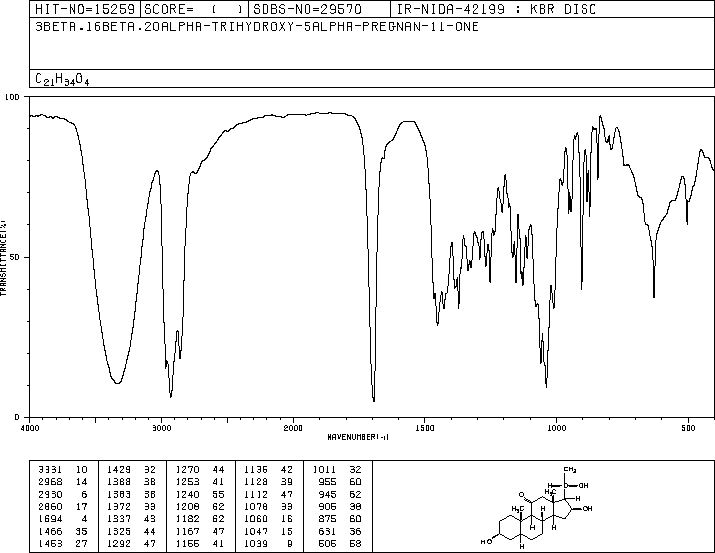 HIT-NO=15259 SCORE= ( ) SDBS-NO=29570 IR-NIDA-42199 : KBR DISC
3BETA.16BETA.20ALPHA-TRIHYDROXY-5ALPHA-PREGNAN-11-ONE
C21H34O4
100
50
0
TRANSMITTANCE(%)
4000 3000 2000 1500 1000 500
WAVENUMBER(-1)
3331 10 1429 32 1270 44 1136 42 1011 32
2968 14 1388 38 1253 41 1128 39 955 60
2930 6 1383 38 1240 55 1112 47 945 62
2860 17 1372 33 1208 62 1078 33 905 38
1694 4 1337 43 1182 62 1060 16 875 60
1466 35 1325 44 1167 47 1047 15 631 36
1453 27 1292 47 1155 41 1039 9 505 58
CH3
H C OH
CH3
O
CH3
H
OH
H H
HO
H